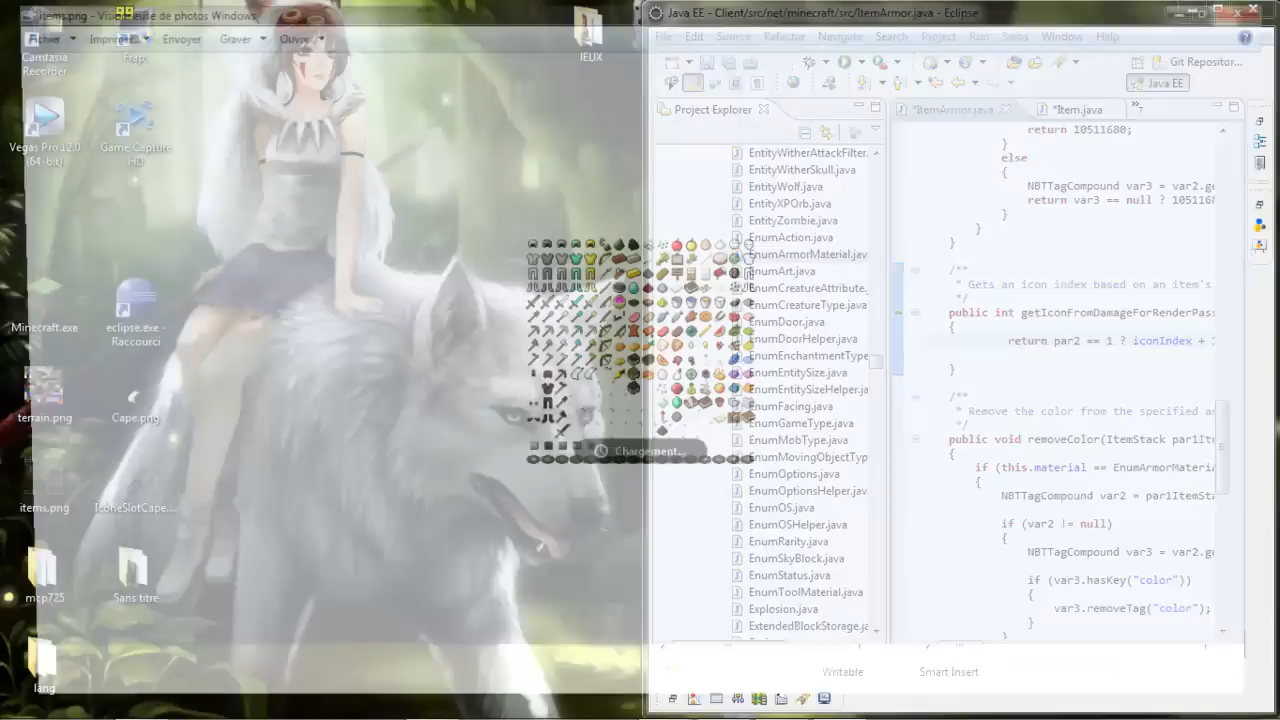 items.png - Visionneuse de photos Windows
Fichier Imprimer Envoyer Graver Ouvrir
99
Camtasia
Recorder
Fraps
JEUX
Vegas Pro 12.0
(64-bit)
Game Capture
HD
Minecraft.exe
eclipse.exe -
Raccourci
terrain.png
Cape.png
items.png
IconeSlotCape....
mcp725
Sans titre
lang
Chargement...
Java EE - Client/src/net/minecraft/src/ItemArmor.java - Eclipse
File Edit Source Refactor Navigate Search Project Run Saros Window Help
Git Repositor...
Java EE
Project Explorer
EntityWitherAttackFilter.
EntityWitherSkull.java
EntityWolf.java
EntityXPOrb.java
EntityZombie.java
EnumAction.java
EnumArmorMaterial.jav
EnumArt.java
EnumCreatureAttribute.
EnumCreatureType.java
EnumDoor.java
EnumDoorHelper.java
EnumEnchantmentType
EnumEntitySize.java
EnumEntitySizeHelper.jav
EnumFacing.java
EnumGameType.java
EnumMobType.java
EnumMovingObjectTyp
EnumOptions.java
EnumOptionsHelper.jav
EnumOS.java
EnumOSHelper.java
EnumRarity.java
EnumSkyBlock.java
EnumStatus.java
EnumToolMaterial.java
Explosion.java
ExtendedBlockStorage.ja
*ItemArmor.java
*Item.java
»7
return 10511680;
}
else
{
NBTTagCompound var3 = var2.ge
return var3 == null ? 1051168
}
}
}
/**
* Gets an icon index based on an item's
*/
public int getIconFromDamageForRenderPass
{
return par2 == 1 ? iconIndex + 1
}
/**
* Remove the color from the specified ar
*/
public void removeColor(ItemStack par1Ite
{
if (this.material == EnumArmorMateria
{
NBTTagCompound var2 = par1ItemSta
if (var2 != null)
{
NBTTagCompound var3 = var2.ge
if (var3.hasKey("color"))
{
var3.removeTag("color");
}
}
Writable Smart Insert